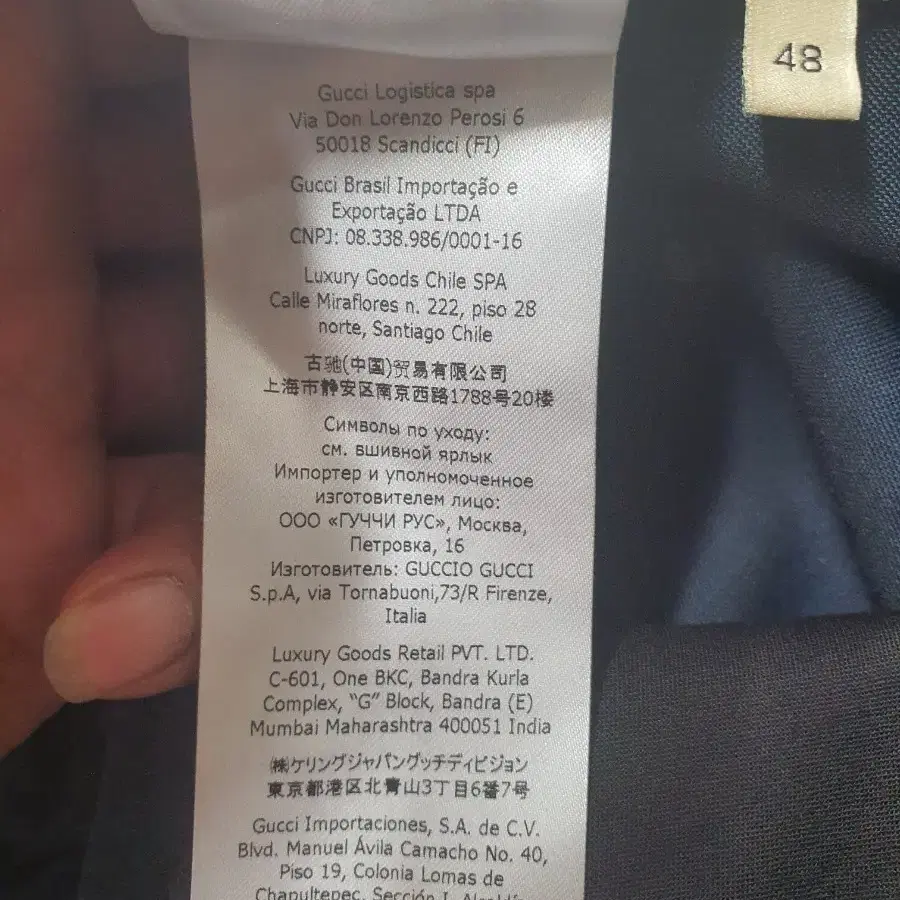 48
Gucci Logistica spa
Via Don Lorenzo Perosi 6
50018 Scandicci (FI)
Gucci Brasil Importação e
Exportação LTDA
CNPJ: 08.338.986/0001-16
Luxury Goods Chile SPA
Calle Miraflores n. 222, piso 28
norte, Santiago Chile
古驰(中国)贸易有限公司
上海市静安区南京西路1788号20楼
Символы по уходу:
см. вшивной ярлык
Импортер и уполномоченное
изготовителем лицо:
ООО «ГУЧЧИ РУС», Москва,
Петровка, 16
Изготовитель: GUCCIO GUCCI
S.p.A, via Tornabuoni,73/R Firenze,
Italia
Luxury Goods Retail PVT. LTD.
C-601, One BKC, Bandra Kurla
Complex, “G” Block, Bandra (E)
Mumbai Maharashtra 400051 India
㈱ケリングジャパングッチディビジョン
東京都港区北青山3丁目6番7号
Gucci Importaciones, S.A. de C.V.
Blvd. Manuel Ávila Camacho No. 40,
Piso 19, Colonia Lomas de
Chapultepec, Sección I,